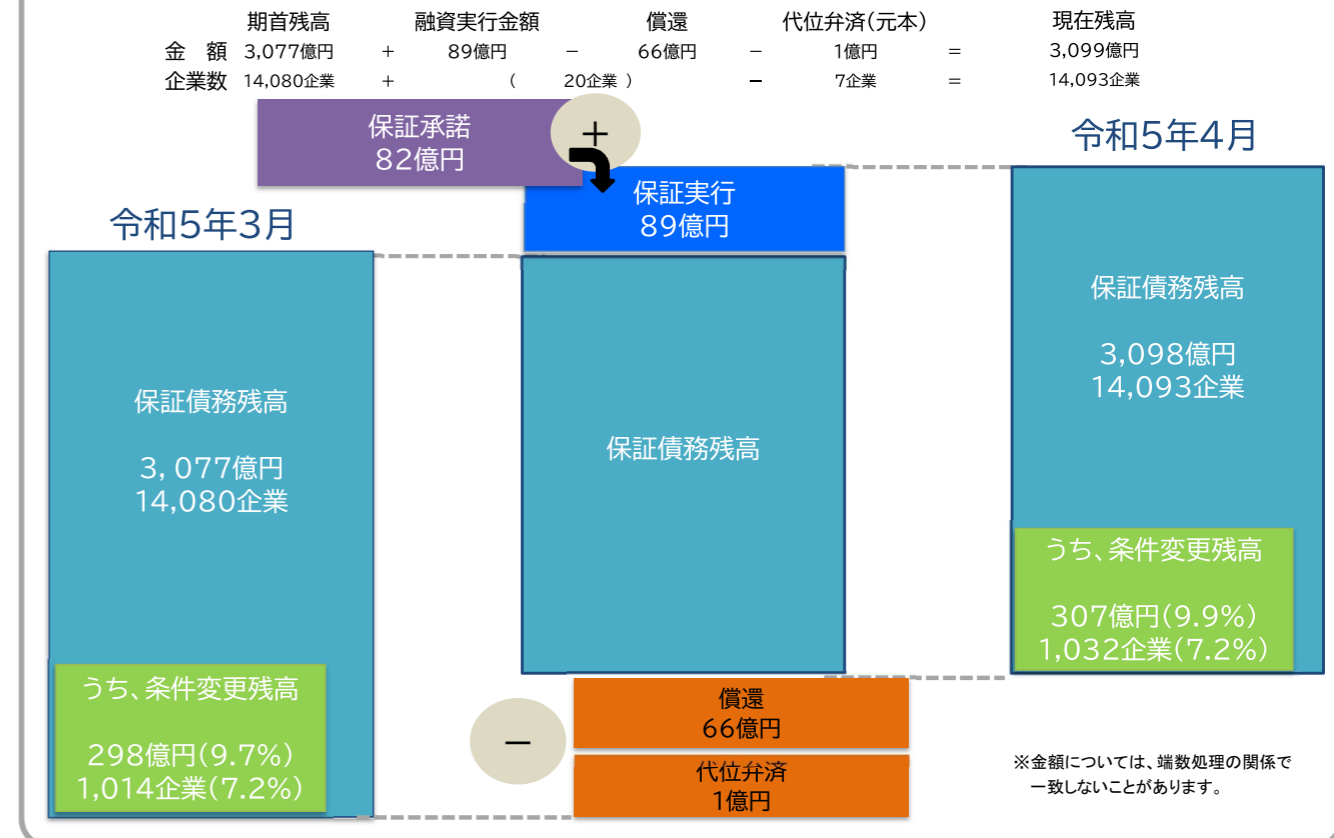 期首残高 融資実行金額 償還 代位弁済(元本) 現在残高
金 額 3,077億円 + 89億円 － 66億円 － 1億円 = 3,099億円
企業数 14,080企業 + ( 20企業 ) － 7企業 = 14,093企業
保証承諾
82億円
+
令和5年4月
保証実行
89億円
令和5年3月
保証債務残高
3,098億円
14,093企業
保証債務残高
3,077億円
14,080企業
保証債務残高
うち、条件変更残高
307億円(9.9%)
1,032企業(7.2%)
うち、条件変更残高
298億円(9.7%)
1,014企業(7.2%)
－
償還
66億円
代位弁済
1億円
※金額については、端数処理の関係で
一致しないことがあります。